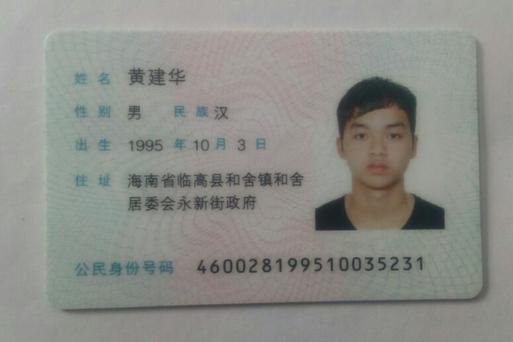 姓名 黄建华
性别 男 民族 汉
出生 1995 年 10 月 3 日
住址 海南省临高县和舍镇和舍
居委会永新街政府
公民身份号码 460028199510035231